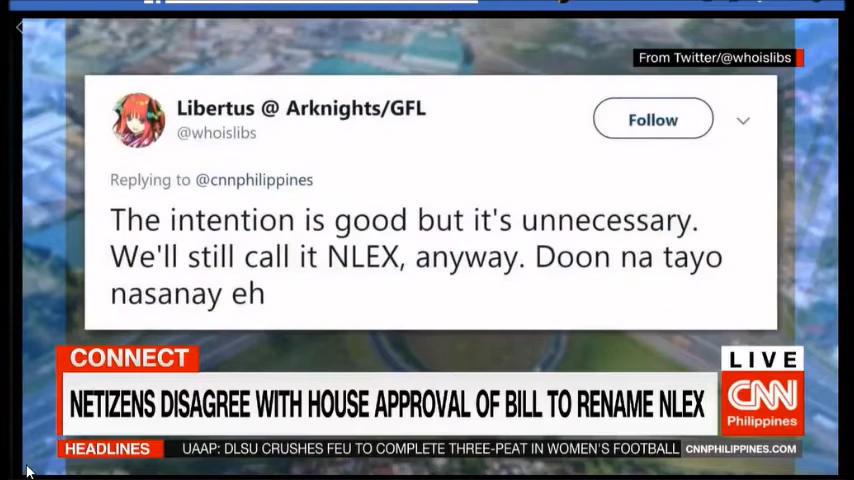 From Twitter/@whoislibs
Libertus @ Arknights/GFL
@whoislibs
Follow
Replying to @cnnphilippines
The intention is good but it's unnecessary.
We'll still call it NLEX, anyway. Doon na tayo
nasanay eh
CONNECT
NETIZENS DISAGREE WITH HOUSE APPROVAL OF BILL TO RENAME NLEX
LIVE
CNN
Philippines
HEADLINES
UAAP: DLSU CRUSHES FEU TO COMPLETE THREE-PEAT IN WOMEN'S FOOTBALL
CNNPHILIPPINES.COM